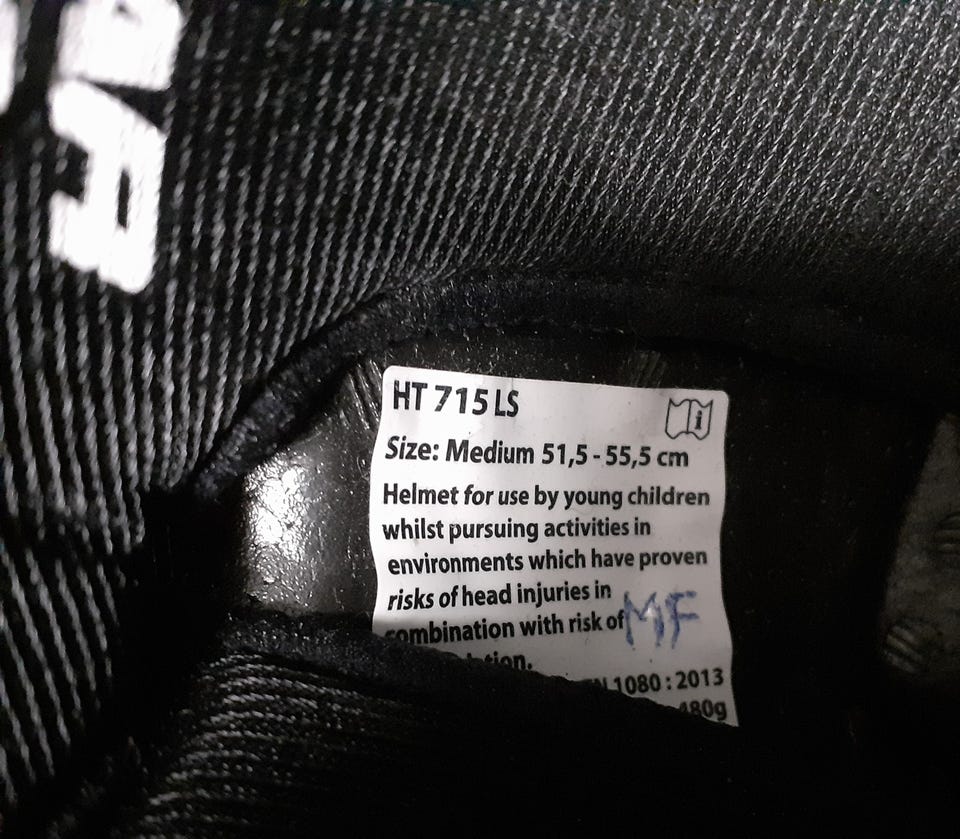 HT 715 LS
Size: Medium 51,5 - 55,5 cm
Helmet for use by young children
whilst pursuing activities in
environments which have proven
risks of head injuries in
combination with risk of
MF
1080 : 2013
480g